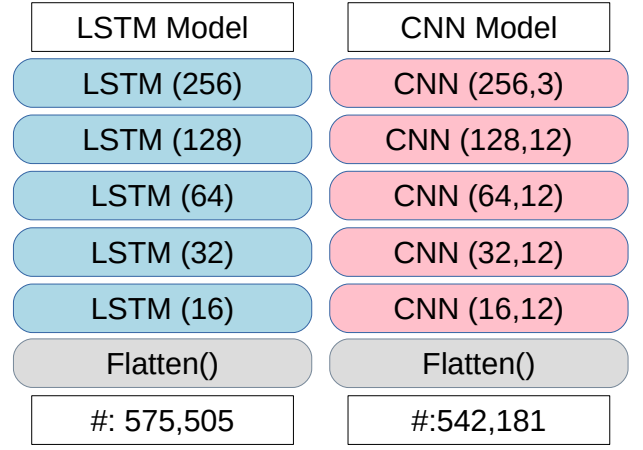 LSTM Model
LSTM (256)
LSTM (128)
LSTM (64)
LSTM (32)
LSTM (16)
Flatten()
#: 575,505
CNN Model
CNN (256,3)
CNN (128,12)
CNN (64,12)
CNN (32,12)
CNN (16,12)
Flatten()
#:542,181